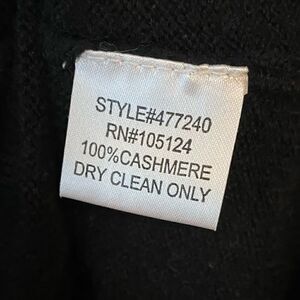 STYLE#477240
RN#105124
100%CASHMERE
DRY CLEAN ONLY